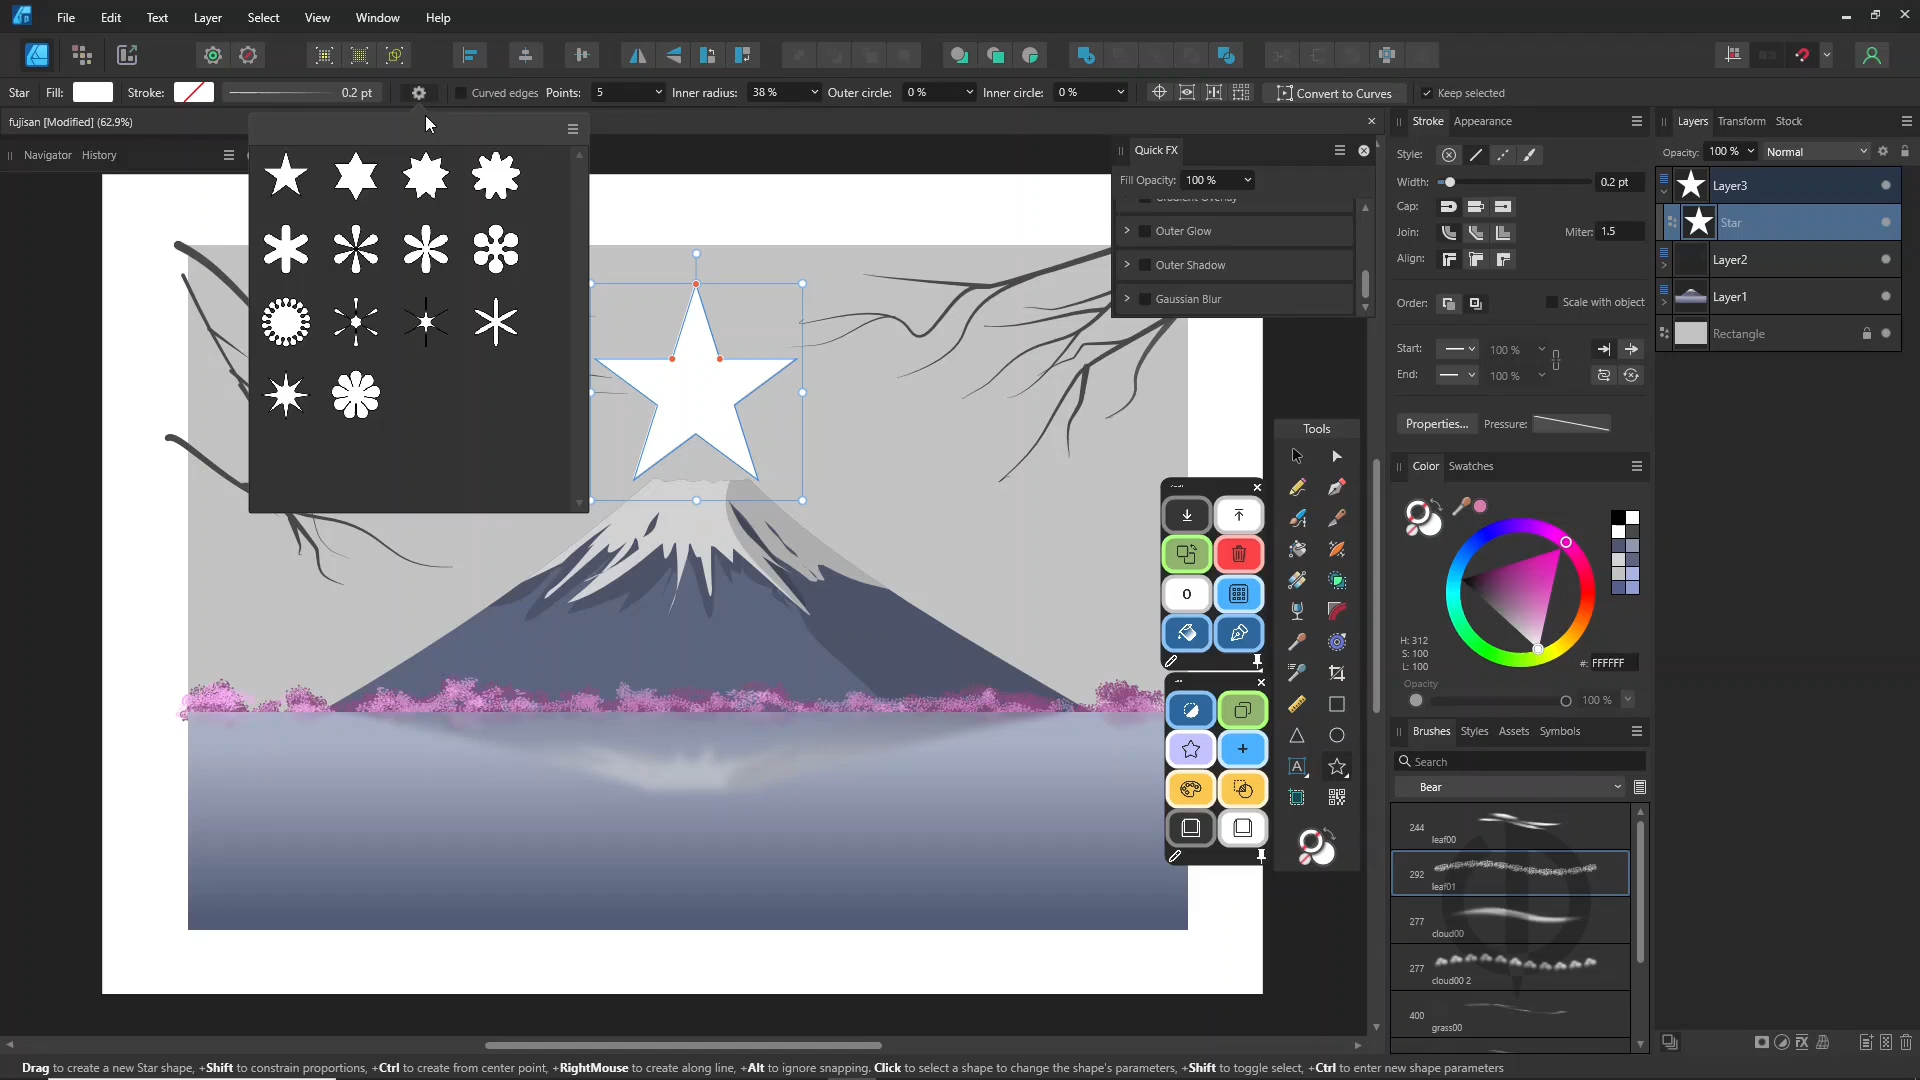 File Edit Text Layer Select View Window Help
Star Fill: Stroke: 0.2 pt Curved edges Points: 5 Inner radius: 38 % Outer circle: 0 % Inner circle: 0 % Convert to Curves Keep selected
fujisan [Modified] (62.9%)
Navigator History
Quick FX
Fill Opacity: 100 %
Gradient Overlay
Outer Glow
Outer Shadow
Gaussian Blur
Tools
0
Stroke Appearance
Style:
Width: 0.2 pt
Cap:
Join: Miter: 1.5
Align:
Order: Scale with object
Start: 100 %
End: 100 %
Properties... Pressure:
Color Swatches
H: 312
S: 100
L: 100
#: FFFFFF
Opacity
100 %
Brushes Styles Assets Symbols
Search
Bear
244
leaf00
292
leaf01
277
cloud00
277
cloud00 2
400
grass00
Layers Transform Stock
Opacity: 100 % Normal
Layer3
Star
Layer2
Layer1
Rectangle
Drag to create a new Star shape, +Shift to constrain proportions, +Ctrl to create from center point, +RightMouse to create along line, +Alt to ignore snapping. Click to select a shape to change the shape's parameters, +Shift to toggle select, +Ctrl to enter new shape parameters